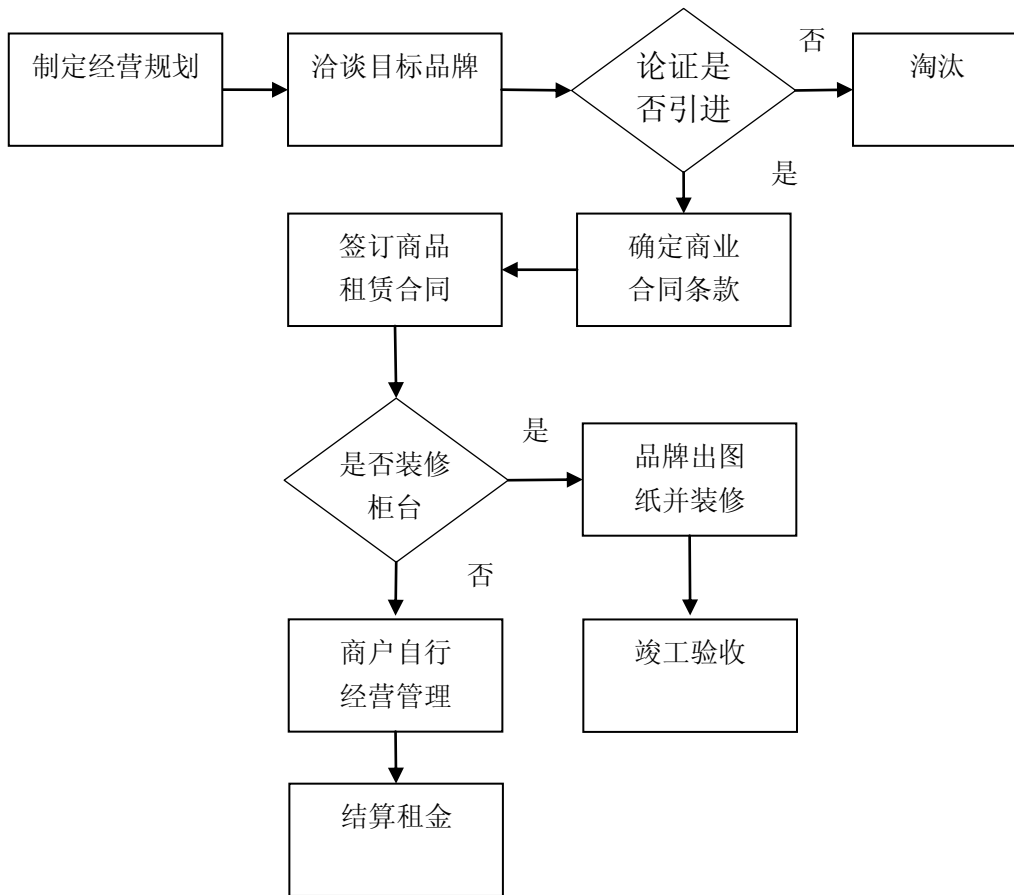 制定经营规划
洽谈目标品牌
论证是
否引进
否
淘汰
是
签订商品
租赁合同
确定商业
合同条款
是否装修
柜台
是
品牌出图
纸并装修
否
商户自行
经营管理
竣工验收
结算租金